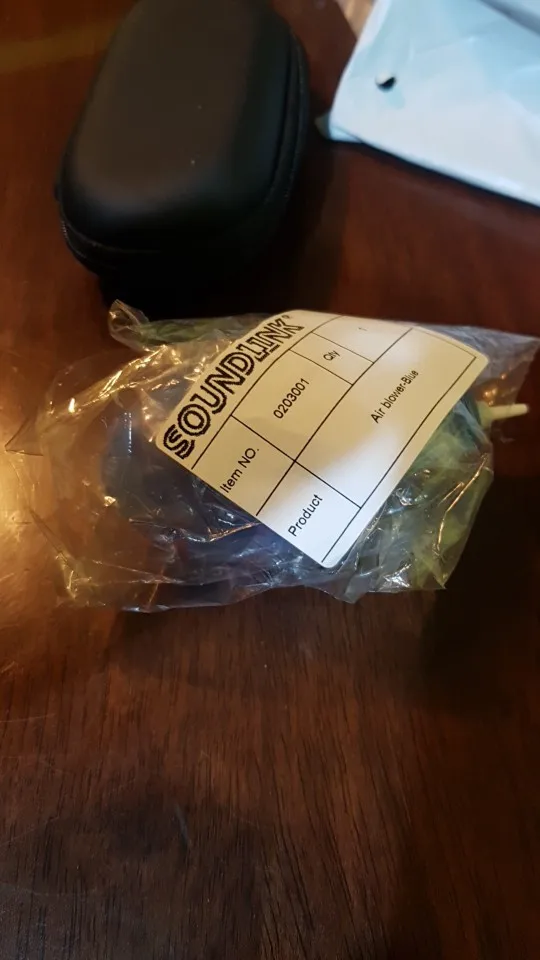 SOUNDLINK®
Item NO. 0203001 Qty 1
Product Air blower-Blue